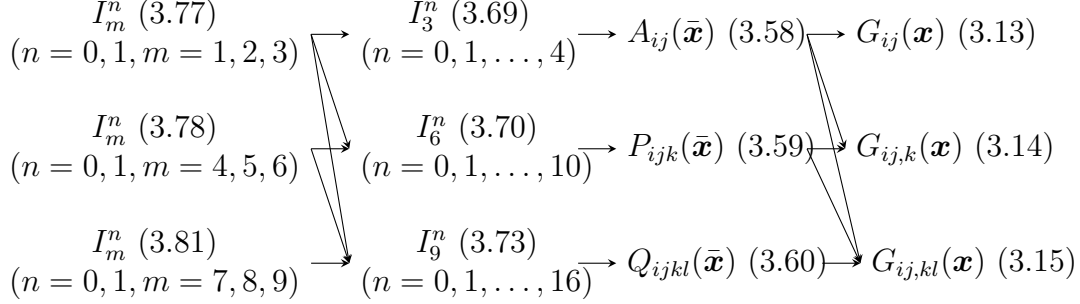 I_m^n (3.77) I_3^n (3.69) A_{ij}(x̄) (3.58) G_{ij}(x) (3.13)
(n = 0, 1, m = 1, 2, 3) (n = 0, 1, . . . , 4)
I_m^n (3.78) I_6^n (3.70) P_{ijk}(x̄) (3.59) G_{ij,k}(x) (3.14)
(n = 0, 1, m = 4, 5, 6) (n = 0, 1, . . . , 10)
I_m^n (3.81) I_9^n (3.73) Q_{ijkl}(x̄) (3.60) G_{ij,kl}(x) (3.15)
(n = 0, 1, m = 7, 8, 9) (n = 0, 1, . . . , 16)